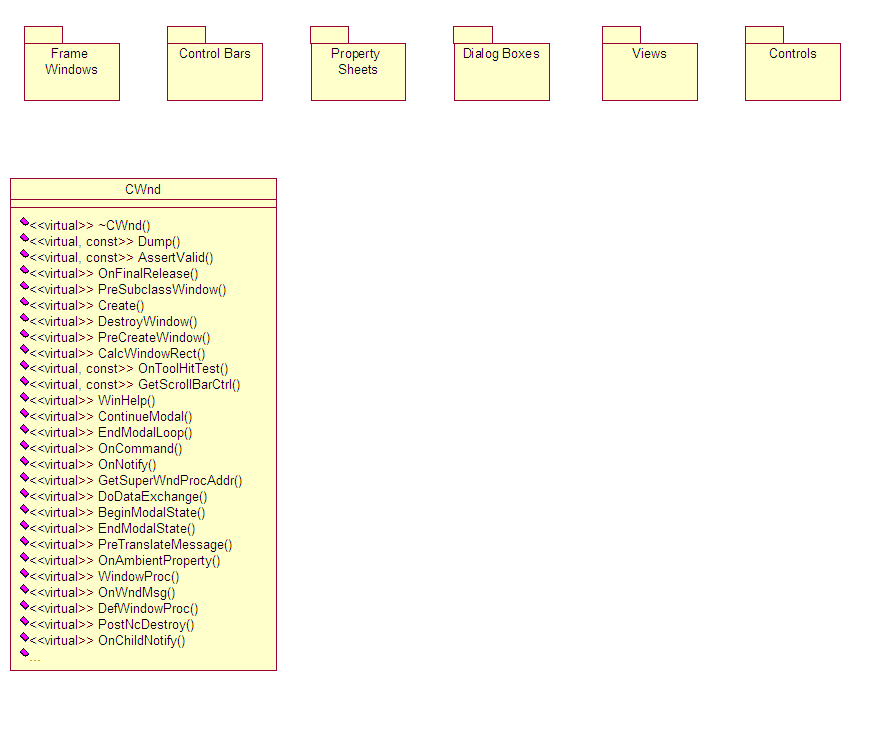 Frame
Windows
Control Bars
Property
Sheets
Dialog Boxes
Views
Controls
CWnd
<<virtual>> ~CWnd()
<<virtual, const>> Dump()
<<virtual, const>> AssertValid()
<<virtual>> OnFinalRelease()
<<virtual>> PreSubclassWindow()
<<virtual>> Create()
<<virtual>> DestroyWindow()
<<virtual>> PreCreateWindow()
<<virtual>> CalcWindowRect()
<<virtual, const>> OnToolHitTest()
<<virtual, const>> GetScrollBarCtrl()
<<virtual>> WinHelp()
<<virtual>> ContinueModal()
<<virtual>> EndModalLoop()
<<virtual>> OnCommand()
<<virtual>> OnNotify()
<<virtual>> GetSuperWndProcAddr()
<<virtual>> DoDataExchange()
<<virtual>> BeginModalState()
<<virtual>> EndModalState()
<<virtual>> PreTranslateMessage()
<<virtual>> OnAmbientProperty()
<<virtual>> WindowProc()
<<virtual>> OnWndMsg()
<<virtual>> DefWindowProc()
<<virtual>> PostNcDestroy()
<<virtual>> OnChildNotify()
...